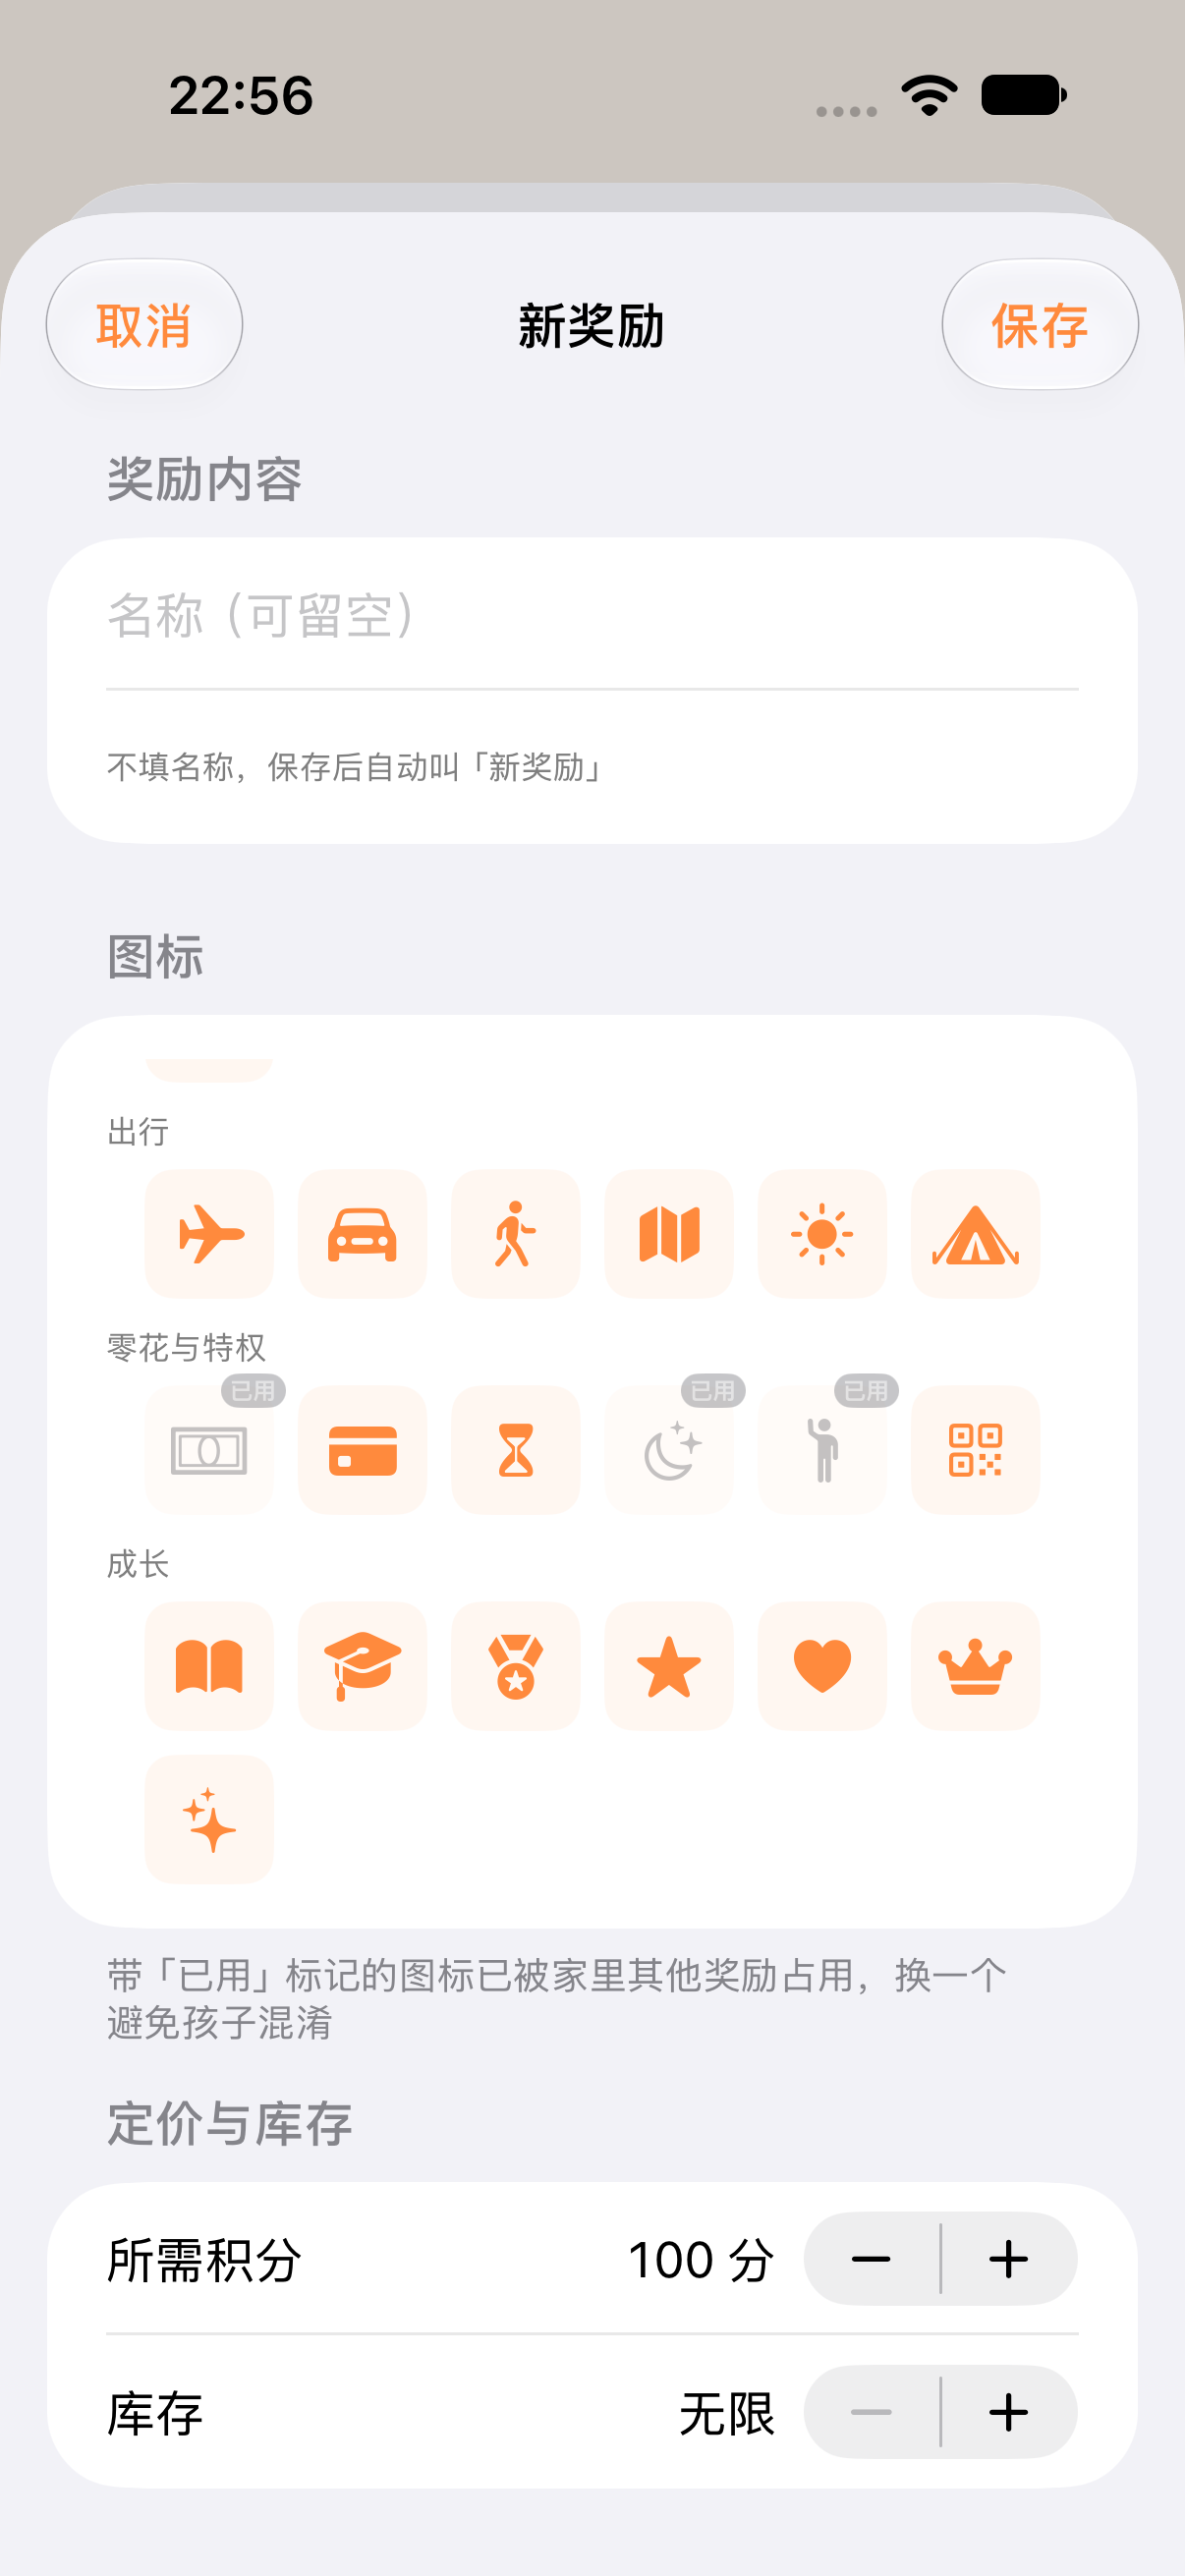 22:56
取消
新奖励
保存
奖励内容
名称（可留空）
不填名称，保存后自动叫「新奖励」
图标
出行
零花与特权
已用
已用
已用
成长
带「已用」标记的图标已被家里其他奖励占用，换一个
避免孩子混淆
定价与库存
所需积分
100 分
库存
无限